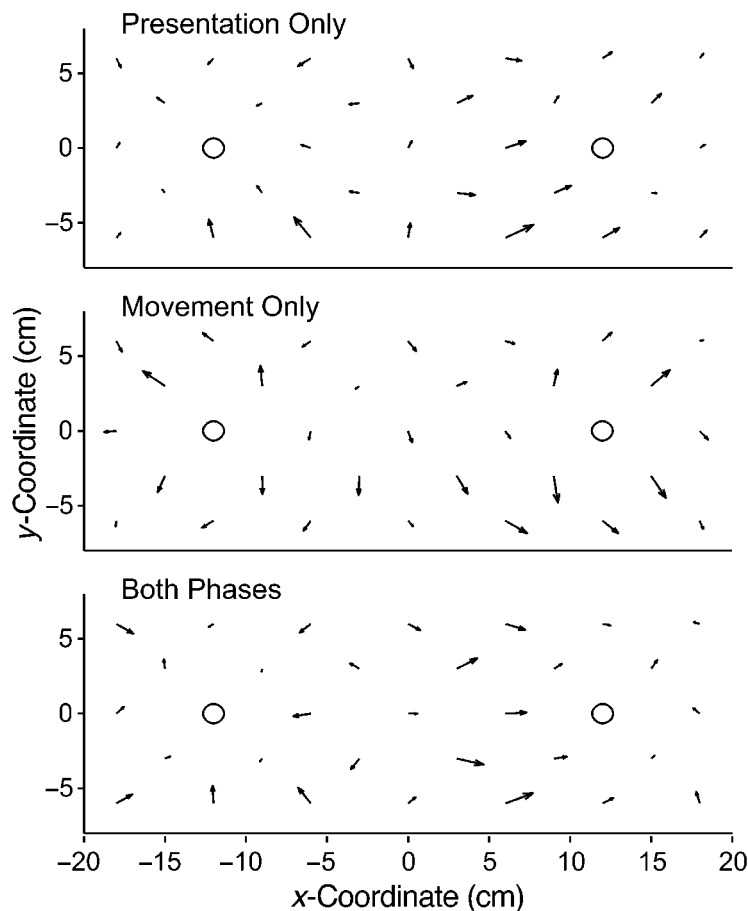 Presentation Only
5
0
–5
Movement Only
5
0
–5
y-Coordinate (cm)
Both Phases
5
0
–5
–20 –15 –10 –5 0 5 10 15 20
x-Coordinate (cm)